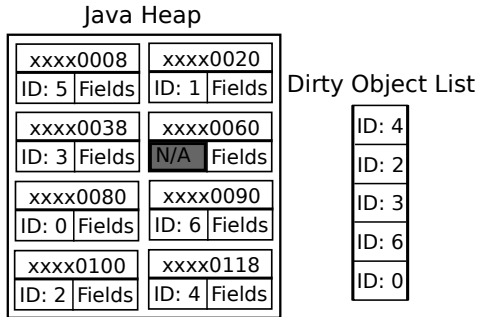 Java Heap
xxxx0008 xxxx0020
ID: 5 Fields ID: 1 Fields
xxxx0038 xxxx0060
ID: 3 Fields N/A Fields
xxxx0080 xxxx0090
ID: 0 Fields ID: 6 Fields
xxxx0100 xxxx0118
ID: 2 Fields ID: 4 Fields
Dirty Object List
ID: 4
ID: 2
ID: 3
ID: 6
ID: 0